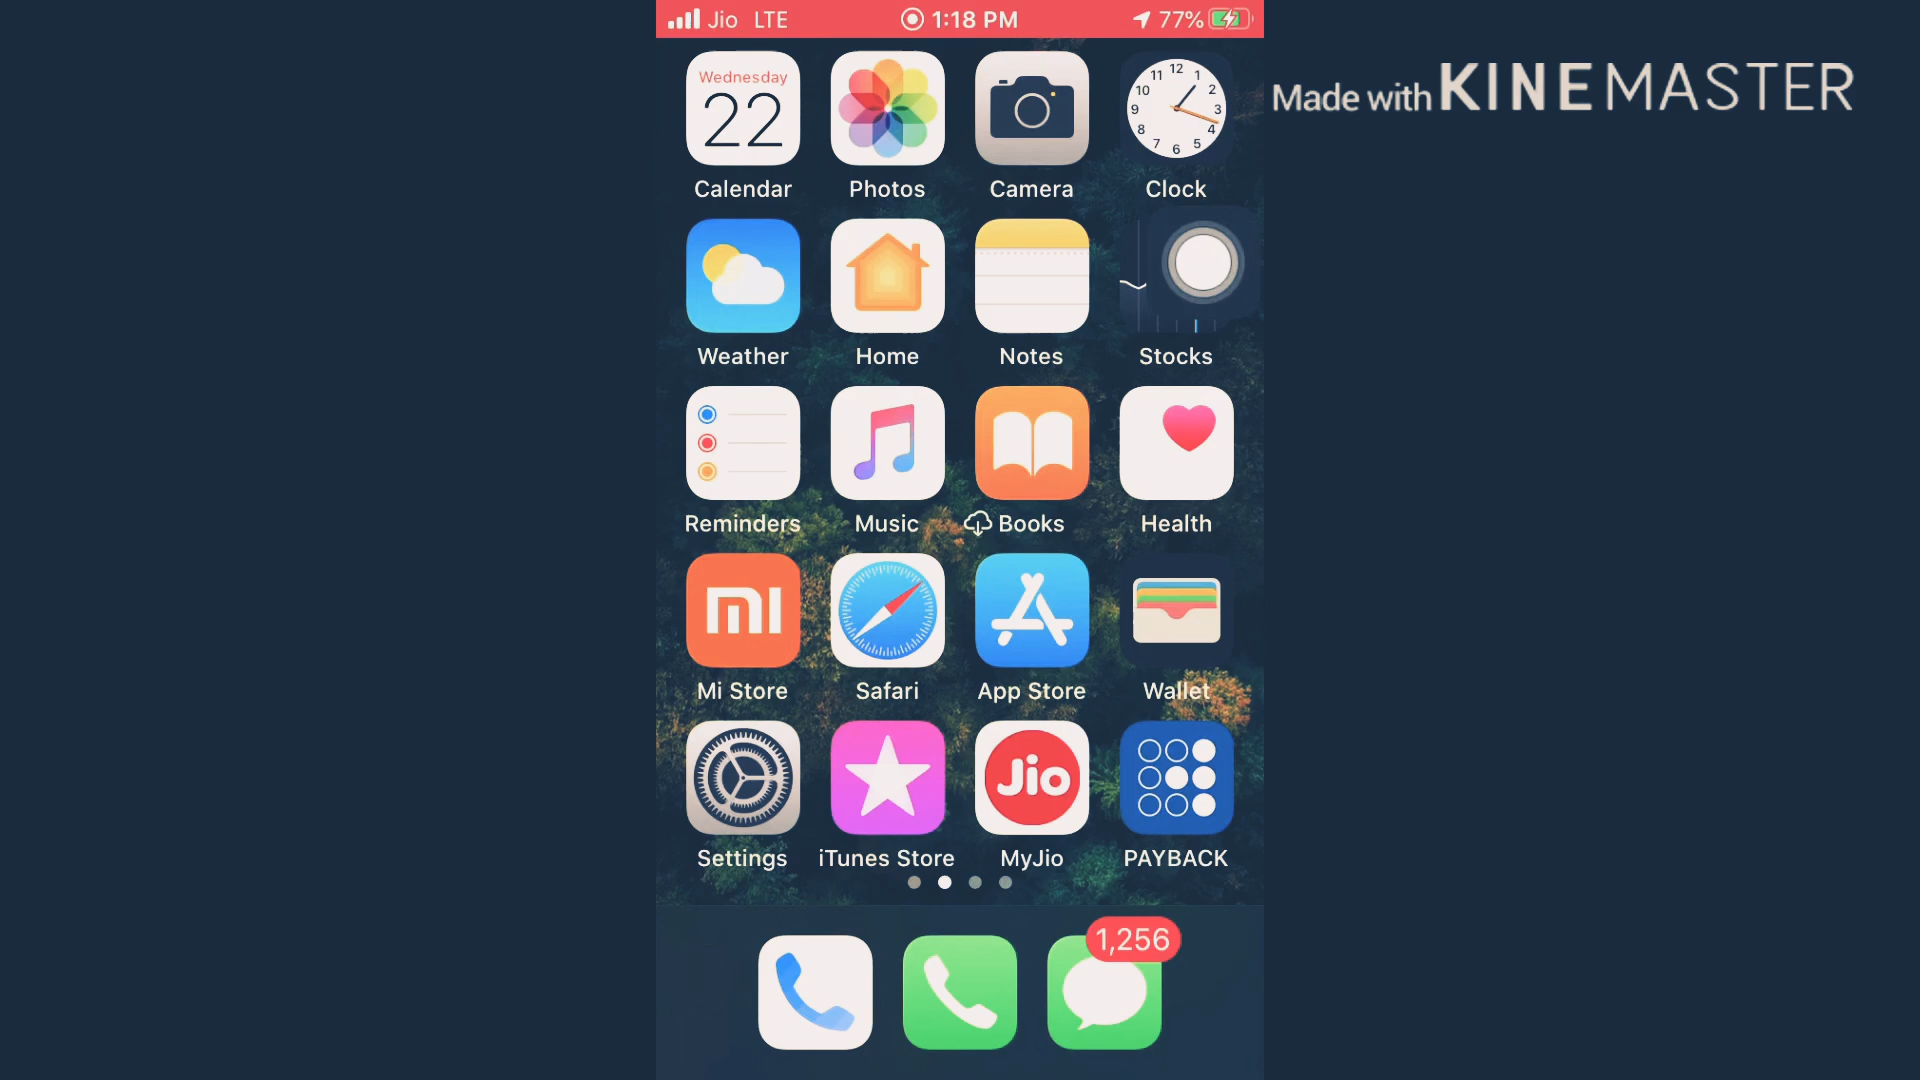 Jio LTE 1:18 PM 77%
Made with KINEMASTER
Wednesday
22
12
11 1
10 2
9 3
8 4
7 5
6
Calendar Photos Camera Clock
Weather Home Notes Stocks
Reminders Music Books Health
mi
Mi Store Safari App Store Wallet
Jio
Settings iTunes Store MyJio PAYBACK
1,256